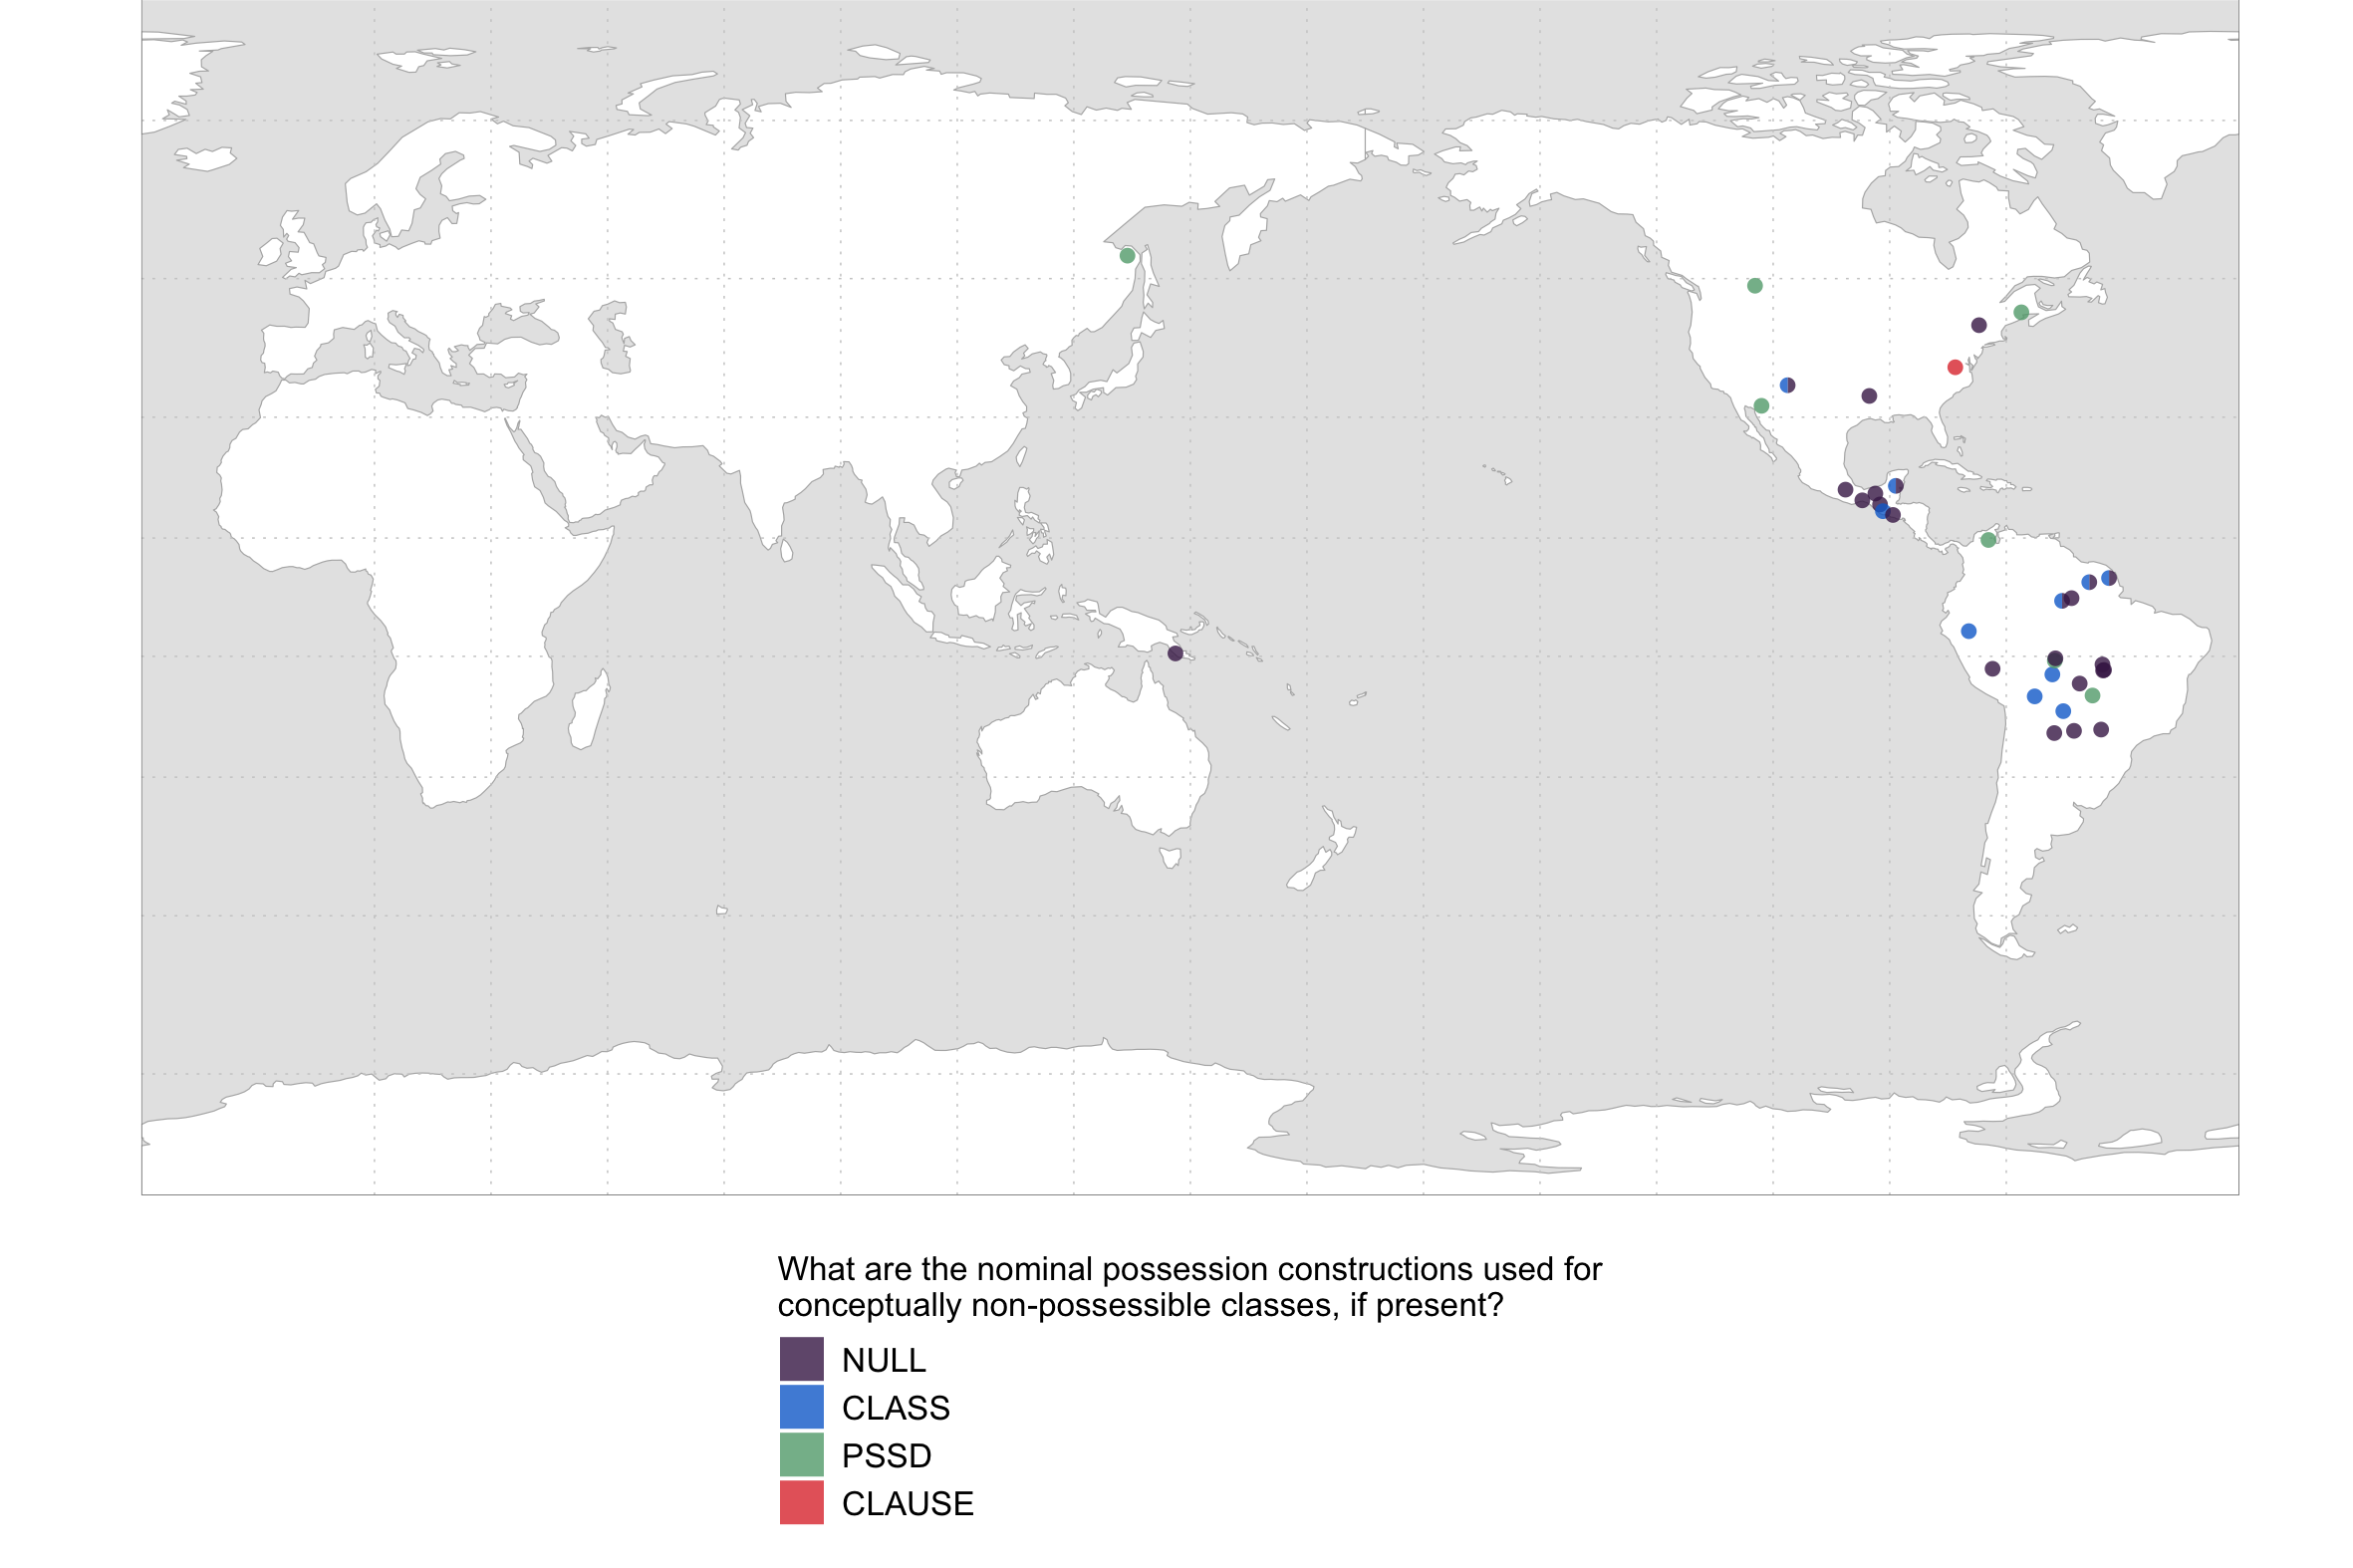 What are the nominal possession constructions used for
conceptually non-possessible classes, if present?
NULL
CLASS
PSSD
CLAUSE